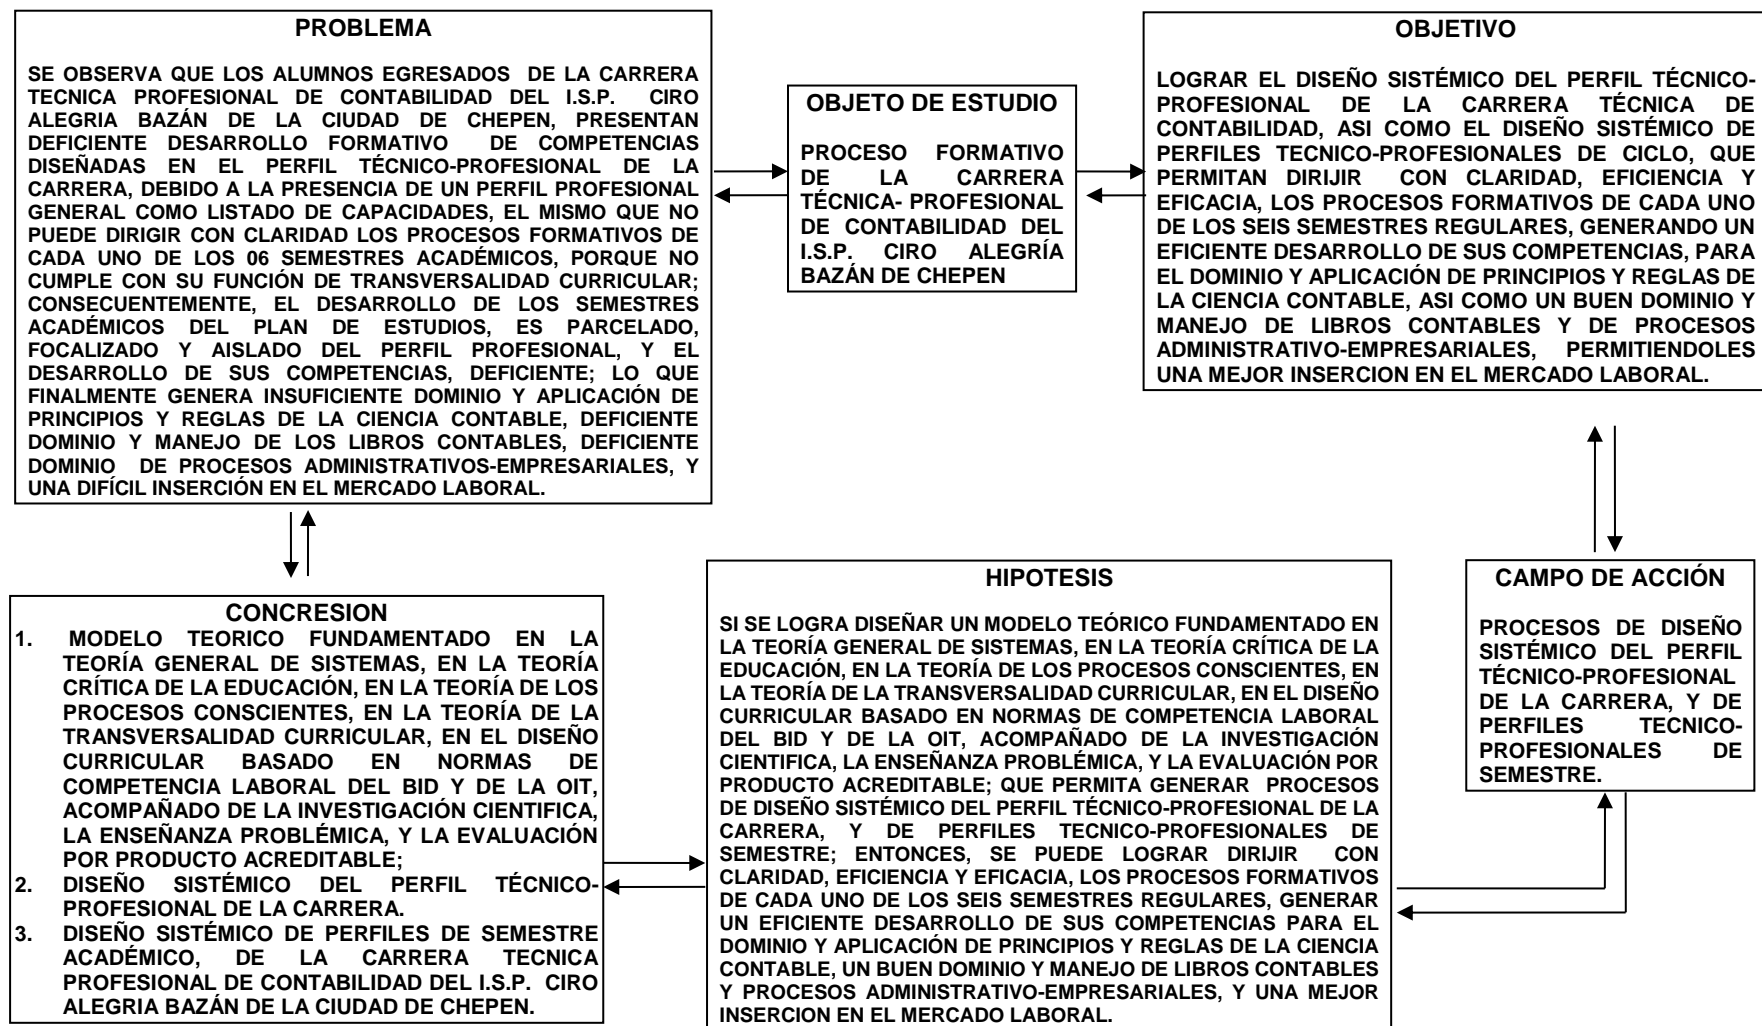 PROBLEMA
SE OBSERVA QUE LOS ALUMNOS EGRESADOS DE LA CARRERA
TECNICA PROFESIONAL DE CONTABILIDAD DEL I.S.P. CIRO
ALEGRIA BAZÁN DE LA CIUDAD DE CHEPEN, PRESENTAN
DEFICIENTE DESARROLLO FORMATIVO DE COMPETENCIAS
DISEÑADAS EN EL PERFIL TÉCNICO-PROFESIONAL DE LA
CARRERA, DEBIDO A LA PRESENCIA DE UN PERFIL PROFESIONAL
GENERAL COMO LISTADO DE CAPACIDADES, EL MISMO QUE NO
PUEDE DIRIGIR CON CLARIDAD LOS PROCESOS FORMATIVOS DE
CADA UNO DE LOS 06 SEMESTRES ACADÉMICOS, PORQUE NO
CUMPLE CON SU FUNCIÓN DE TRANSVERSALIDAD CURRICULAR;
CONSECUENTEMENTE, EL DESARROLLO DE LOS SEMESTRES
ACADÉMICOS DEL PLAN DE ESTUDIOS, ES PARCELADO,
FOCALIZADO Y AISLADO DEL PERFIL PROFESIONAL, Y EL
DESARROLLO DE SUS COMPETENCIAS, DEFICIENTE; LO QUE
FINALMENTE GENERA INSUFICIENTE DOMINIO Y APLICACIÓN DE
PRINCIPIOS Y REGLAS DE LA CIENCIA CONTABLE, DEFICIENTE
DOMINIO Y MANEJO DE LOS LIBROS CONTABLES, DEFICIENTE
DOMINIO DE PROCESOS ADMINISTRATIVOS-EMPRESARIALES, Y
UNA DIFÍCIL INSERCIÓN EN EL MERCADO LABORAL.
OBJETO DE ESTUDIO
PROCESO FORMATIVO
DE LA CARRERA
TÉCNICA- PROFESIONAL
DE CONTABILIDAD DEL
I.S.P. CIRO ALEGRÍA
BAZÁN DE CHEPEN
OBJETIVO
LOGRAR EL DISEÑO SISTÉMICO DEL PERFIL TÉCNICO-
PROFESIONAL DE LA CARRERA TÉCNICA DE
CONTABILIDAD, ASI COMO EL DISEÑO SISTÉMICO DE
PERFILES TECNICO-PROFESIONALES DE CICLO, QUE
PERMITAN DIRIJIR CON CLARIDAD, EFICIENCIA Y
EFICACIA, LOS PROCESOS FORMATIVOS DE CADA UNO
DE LOS SEIS SEMESTRES REGULARES, GENERANDO UN
EFICIENTE DESARROLLO DE SUS COMPETENCIAS, PARA
EL DOMINIO Y APLICACIÓN DE PRINCIPIOS Y REGLAS DE
LA CIENCIA CONTABLE, ASI COMO UN BUEN DOMINIO Y
MANEJO DE LIBROS CONTABLES Y DE PROCESOS
ADMINISTRATIVO-EMPRESARIALES, PERMITIENDOLES
UNA MEJOR INSERCION EN EL MERCADO LABORAL.
CONCRESION
1. MODELO TEORICO FUNDAMENTADO EN LA
TEORÍA GENERAL DE SISTEMAS, EN LA TEORÍA
CRÍTICA DE LA EDUCACIÓN, EN LA TEORÍA DE LOS
PROCESOS CONSCIENTES, EN LA TEORÍA DE LA
TRANSVERSALIDAD CURRICULAR, EN EL DISEÑO
CURRICULAR BASADO EN NORMAS DE
COMPETENCIA LABORAL DEL BID Y DE LA OIT,
ACOMPAÑADO DE LA INVESTIGACIÓN CIENTIFICA,
LA ENSEÑANZA PROBLÉMICA, Y LA EVALUACIÓN
POR PRODUCTO ACREDITABLE;
2. DISEÑO SISTÉMICO DEL PERFIL TÉCNICO-
PROFESIONAL DE LA CARRERA.
3. DISEÑO SISTÉMICO DE PERFILES DE SEMESTRE
ACADÉMICO, DE LA CARRERA TECNICA
PROFESIONAL DE CONTABILIDAD DEL I.S.P. CIRO
ALEGRIA BAZÁN DE LA CIUDAD DE CHEPEN.
HIPOTESIS
SI SE LOGRA DISEÑAR UN MODELO TEÓRICO FUNDAMENTADO EN
LA TEORÍA GENERAL DE SISTEMAS, EN LA TEORÍA CRÍTICA DE LA
EDUCACIÓN, EN LA TEORÍA DE LOS PROCESOS CONSCIENTES, EN
LA TEORÍA DE LA TRANSVERSALIDAD CURRICULAR, EN EL DISEÑO
CURRICULAR BASADO EN NORMAS DE COMPETENCIA LABORAL
DEL BID Y DE LA OIT, ACOMPAÑADO DE LA INVESTIGACIÓN
CIENTIFICA, LA ENSEÑANZA PROBLÉMICA, Y LA EVALUACIÓN POR
PRODUCTO ACREDITABLE; QUE PERMITA GENERAR PROCESOS
DE DISEÑO SISTÉMICO DEL PERFIL TÉCNICO-PROFESIONAL DE LA
CARRERA, Y DE PERFILES TECNICO-PROFESIONALES DE
SEMESTRE; ENTONCES, SE PUEDE LOGRAR DIRIJIR CON
CLARIDAD, EFICIENCIA Y EFICACIA, LOS PROCESOS FORMATIVOS
DE CADA UNO DE LOS SEIS SEMESTRES REGULARES, GENERAR
UN EFICIENTE DESARROLLO DE SUS COMPETENCIAS PARA EL
DOMINIO Y APLICACIÓN DE PRINCIPIOS Y REGLAS DE LA CIENCIA
CONTABLE, UN BUEN DOMINIO Y MANEJO DE LIBROS CONTABLES
Y PROCESOS ADMINISTRATIVO-EMPRESARIALES, Y UNA MEJOR
INSERCION EN EL MERCADO LABORAL.
CAMPO DE ACCIÓN
PROCESOS DE DISEÑO
SISTÉMICO DEL PERFIL
TÉCNICO-PROFESIONAL
DE LA CARRERA, Y DE
PERFILES TECNICO-
PROFESIONALES DE
SEMESTRE.